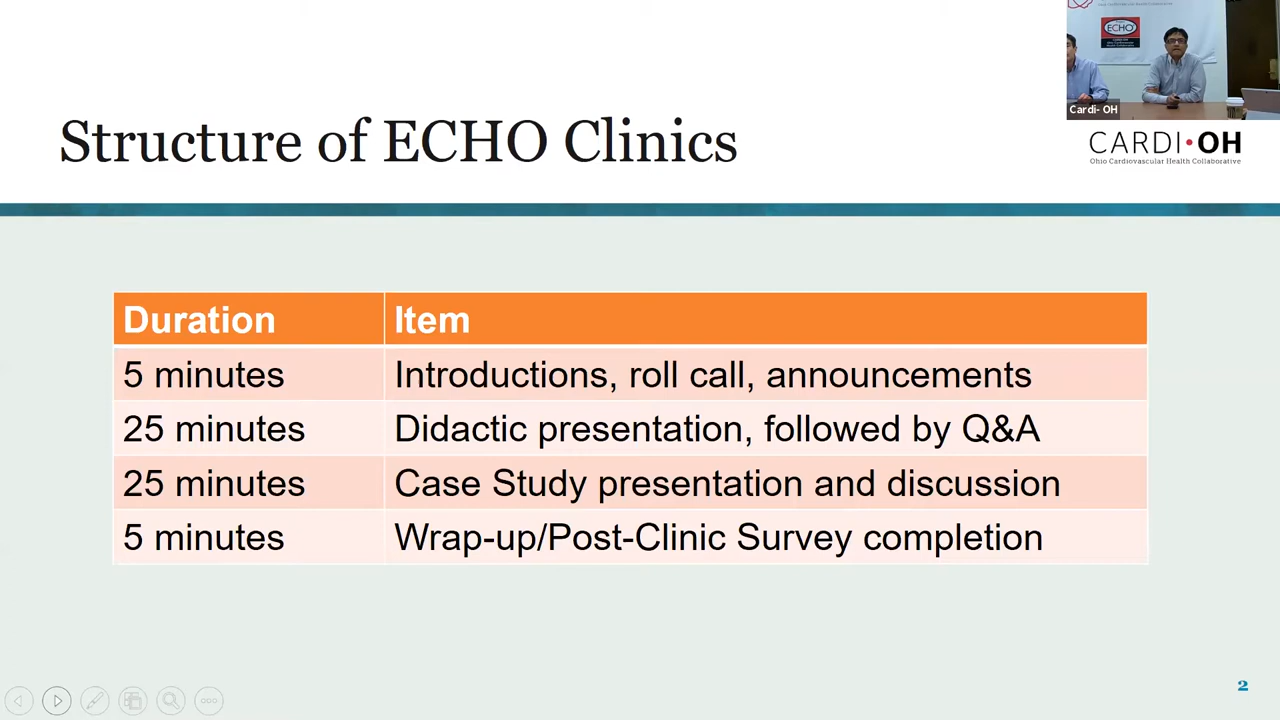 ECHO
Cardi- OH
Structure of ECHO Clinics
CARDI•OH
Ohio Cardiovascular Health Collaborative
Duration Item
5 minutes Introductions, roll call, announcements
25 minutes Didactic presentation, followed by Q&A
25 minutes Case Study presentation and discussion
5 minutes Wrap-up/Post-Clinic Survey completion
2